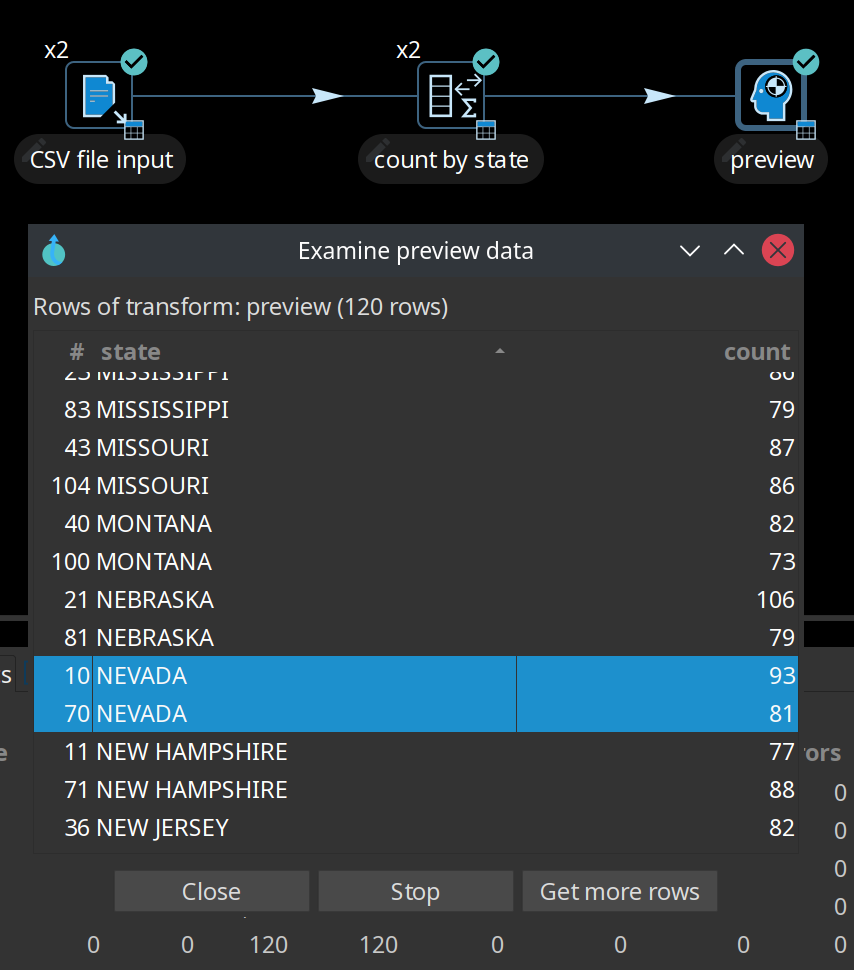 x2 x2
CSV file input count by state preview
Examine preview data
Rows of transform: preview (120 rows)
# state count
23 MISSISSIPPI 86
83 MISSISSIPPI 79
43 MISSOURI 87
104 MISSOURI 86
40 MONTANA 82
100 MONTANA 73
21 NEBRASKA 106
81 NEBRASKA 79
s 10 NEVADA 93
70 NEVADA 81
e 11 NEW HAMPSHIRE 77 rors
71 NEW HAMPSHIRE 88 0
36 NEW JERSEY 82 0
0
Close Stop Get more rows 0
0 0 120 120 0 0 0 0